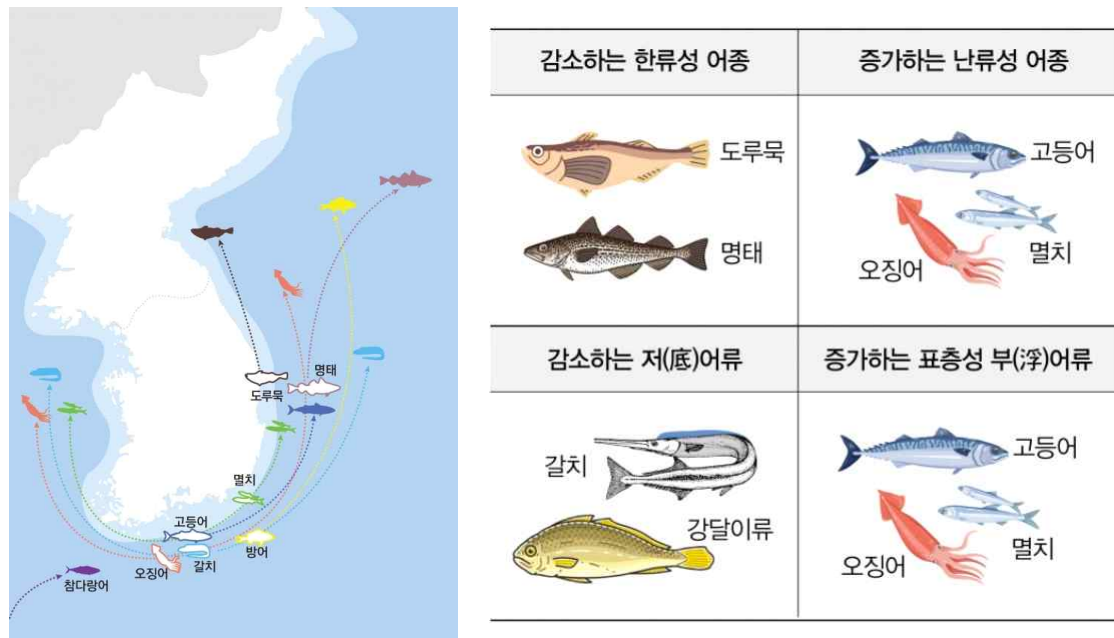 명태
도루묵
멸치
고등어
방어
갈치
오징어
참다랑어
감소하는 한류성 어종
증가하는 난류성 어종
도루묵
고등어
명태
멸치
오징어
감소하는 저(底)어류
증가하는 표층성 부(浮)어류
갈치
고등어
강달이류
멸치
오징어